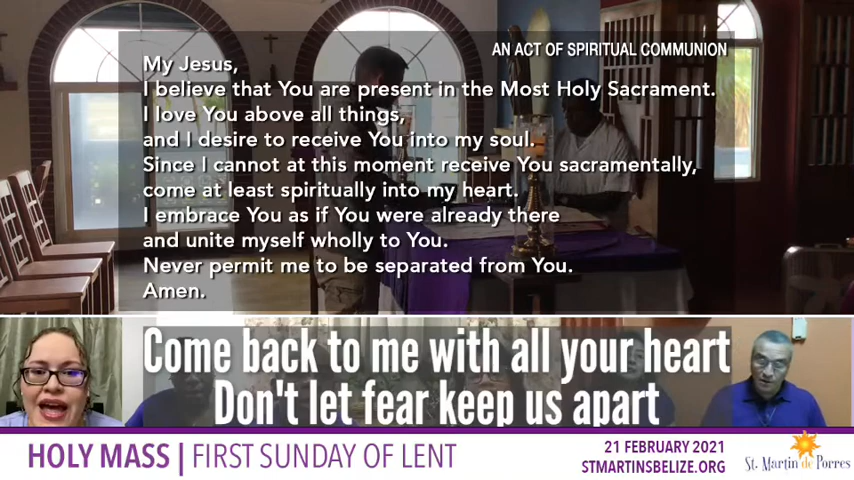 AN ACT OF SPIRITUAL COMMUNION
My Jesus,
I believe that You are present in the Most Holy Sacrament.
I love You above all things,
and I desire to receive You into my soul.
Since I cannot at this moment receive You sacramentally,
come at least spiritually into my heart.
I embrace You as if You were already there
and unite myself wholly to You.
Never permit me to be separated from You.
Amen.
Come back to me with all your heart
Don't let fear keep us apart
HOLY MASS | FIRST SUNDAY OF LENT
21 FEBRUARY 2021
STMARTINSBELIZE.ORG
St. Martin de Porres